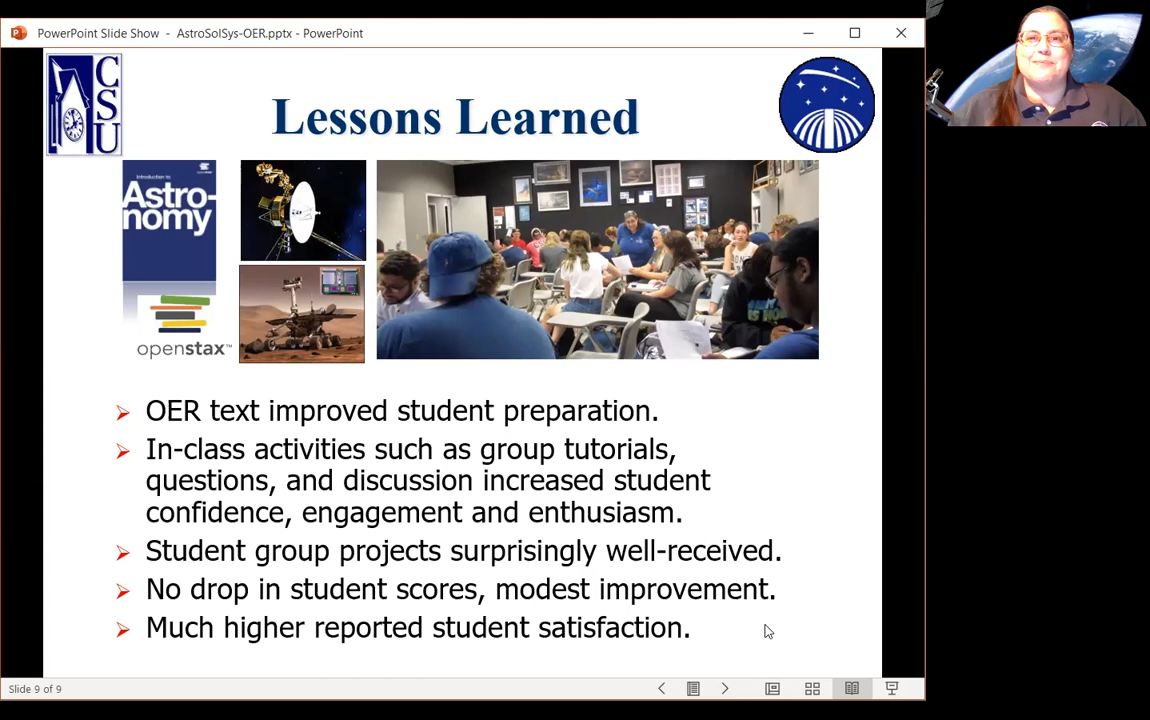 PowerPoint Slide Show - AstroSolSys-OER.pptx - PowerPoint
CSU
Lessons Learned
Introduction to
Astro-
nomy
openstax™
➢ OER text improved student preparation.
➢ In-class activities such as group tutorials,
questions, and discussion increased student
confidence, engagement and enthusiasm.
➢ Student group projects surprisingly well-received.
➢ No drop in student scores, modest improvement.
➢ Much higher reported student satisfaction.
Slide 9 of 9